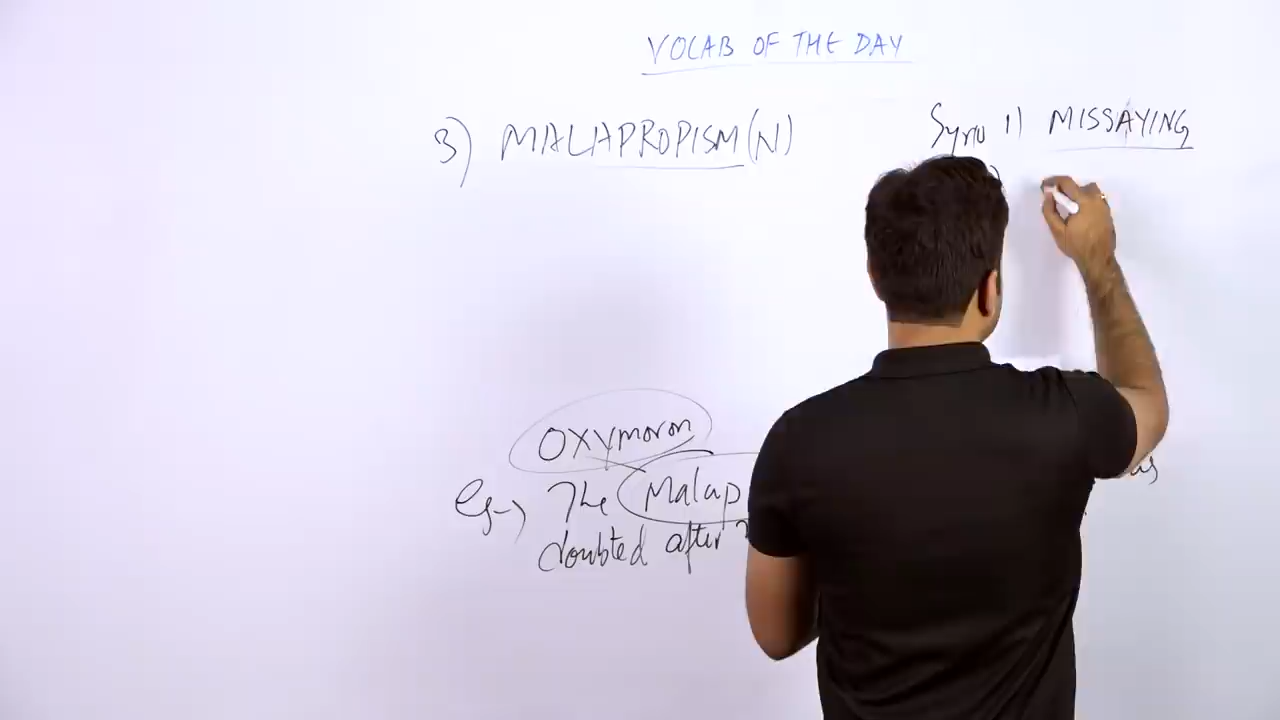 VOCAB OF THE DAY
3) MALAPROPISM (N)
Syno 1) MISSAYING
Oxymoron
eg→ The Malap
doubted after